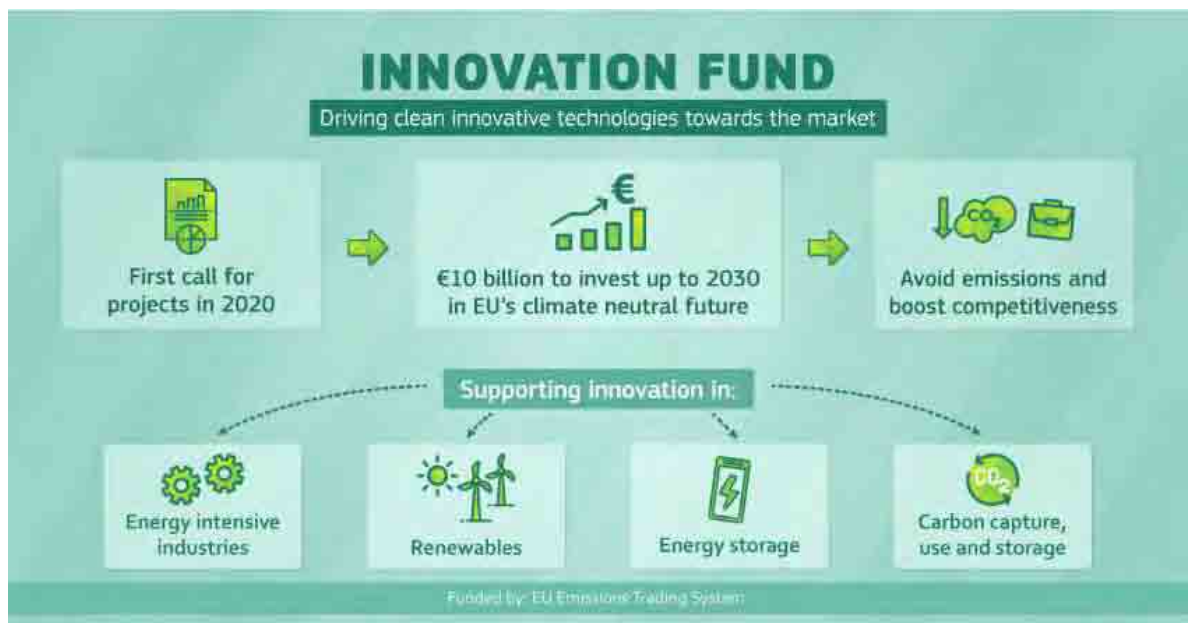 INNOVATION FUND
Driving clean innovative technologies towards the market
First call for
projects in 2020
€
€10 billion to invest up to 2030
in EU's climate neutral future
CO₂
Avoid emissions and
boost competitiveness
Supporting innovation in:
Energy intensive
industries
Renewables
Energy storage
CO₂
Carbon capture,
use and storage
Funded by: EU Emissions Trading System